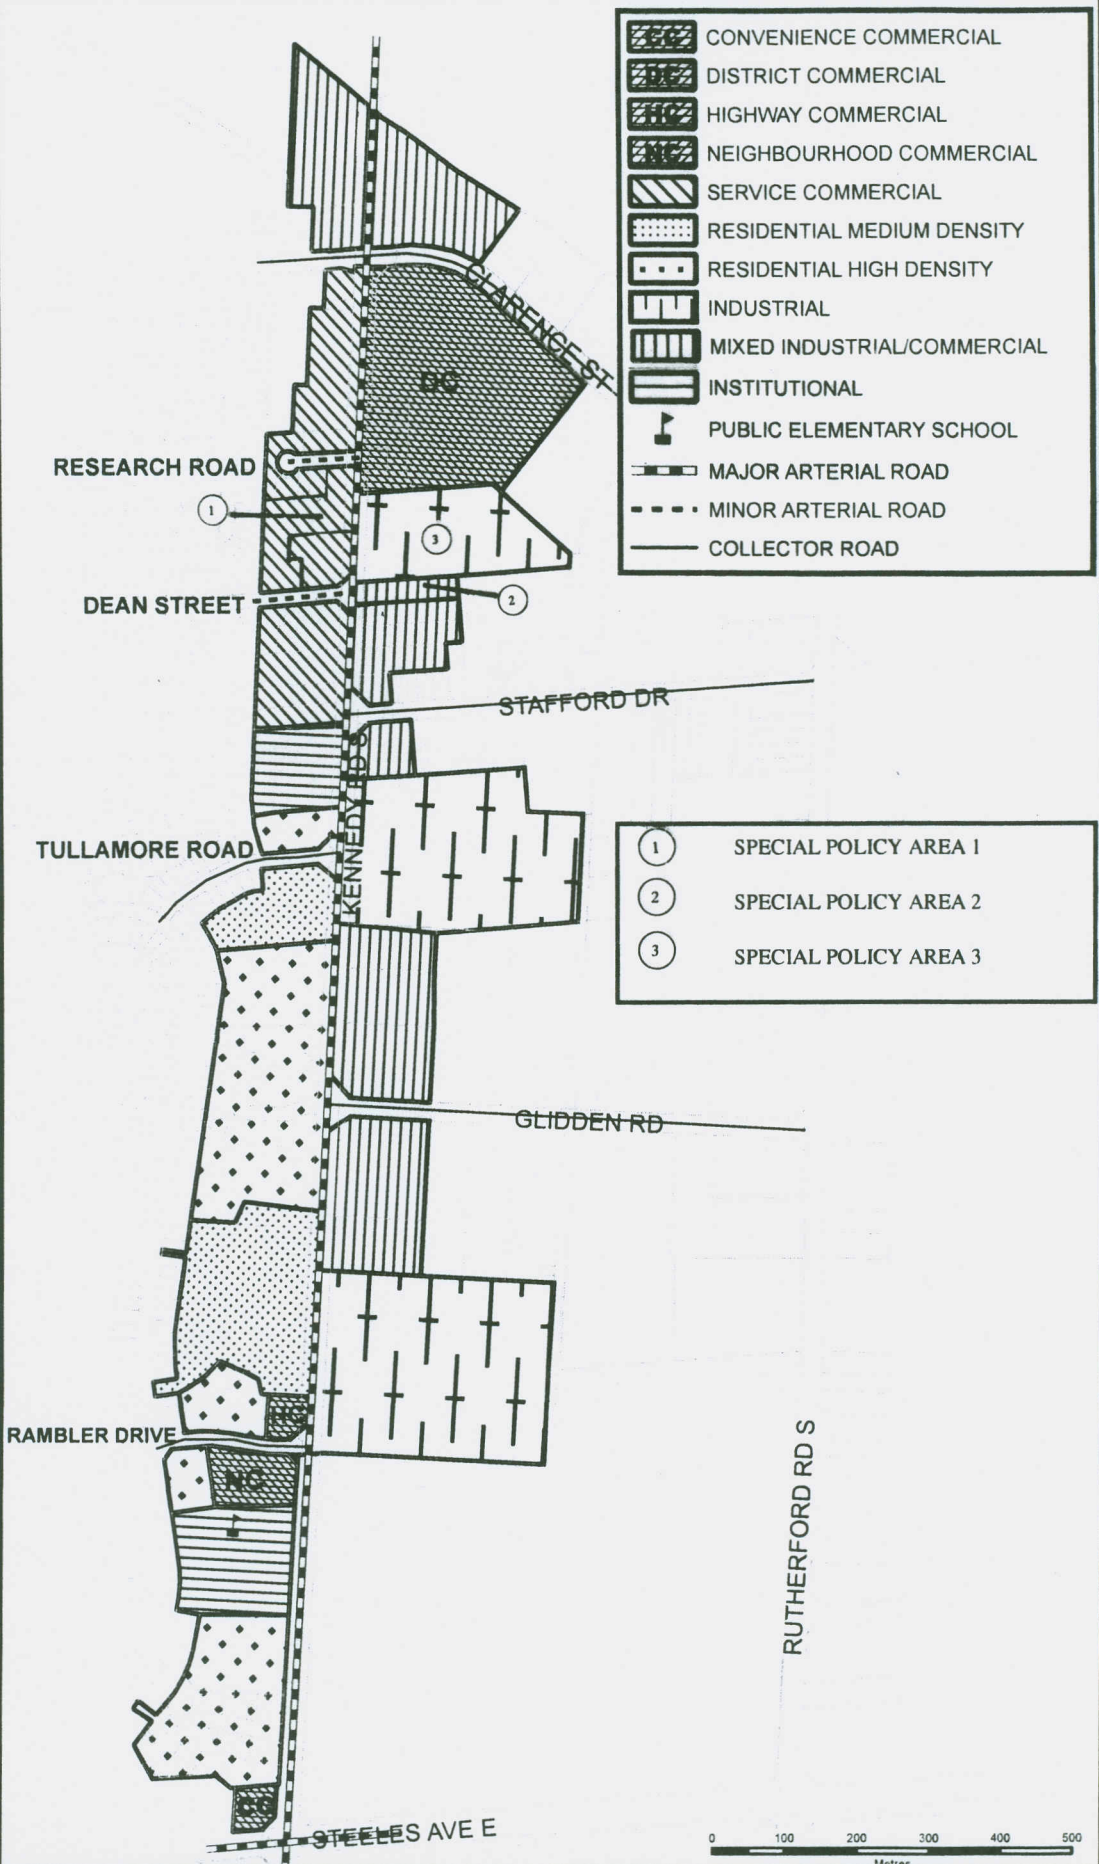 CC CONVENIENCE COMMERCIAL
DC DISTRICT COMMERCIAL
HC HIGHWAY COMMERCIAL
NC NEIGHBOURHOOD COMMERCIAL
SERVICE COMMERCIAL
RESIDENTIAL MEDIUM DENSITY
RESIDENTIAL HIGH DENSITY
INDUSTRIAL
MIXED INDUSTRIAL/COMMERCIAL
INSTITUTIONAL
PUBLIC ELEMENTARY SCHOOL
MAJOR ARTERIAL ROAD
MINOR ARTERIAL ROAD
COLLECTOR ROAD
CLARENCE ST
DC
RESEARCH ROAD
1
3
DEAN STREET
2
STAFFORD DR
KENNEDY RD S
TULLAMORE ROAD
1 SPECIAL POLICY AREA 1
2 SPECIAL POLICY AREA 2
3 SPECIAL POLICY AREA 3
GLIDDEN RD
HC
RAMBLER DRIVE
NC
RUTHERFORD RD S
CC
STEELES AVE E
0 100 200 300 400 500
Metres